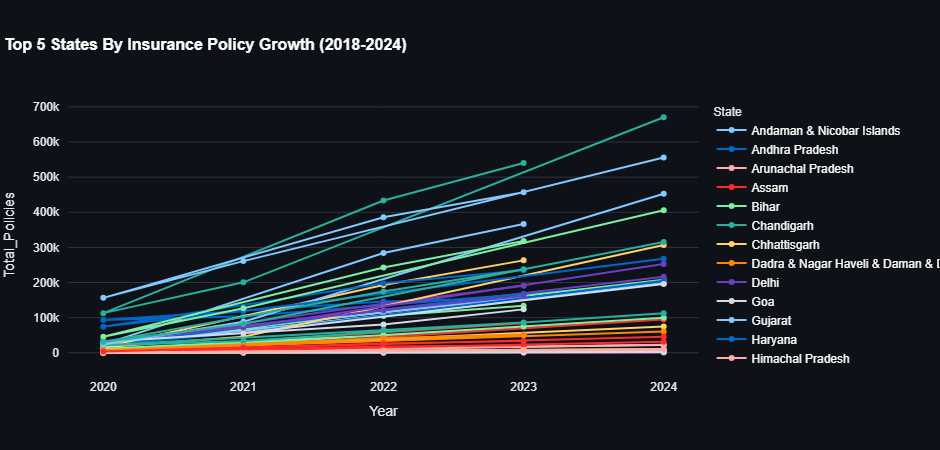 Top 5 States By Insurance Policy Growth (2018-2024)
700k
600k
500k
400k
300k
200k
100k
0
Total_Policies
2020
2021
2022
2023
2024
Year
State
Andaman & Nicobar Islands
Andhra Pradesh
Arunachal Pradesh
Assam
Bihar
Chandigarh
Chhattisgarh
Dadra & Nagar Haveli & Daman & D
Delhi
Goa
Gujarat
Haryana
Himachal Pradesh